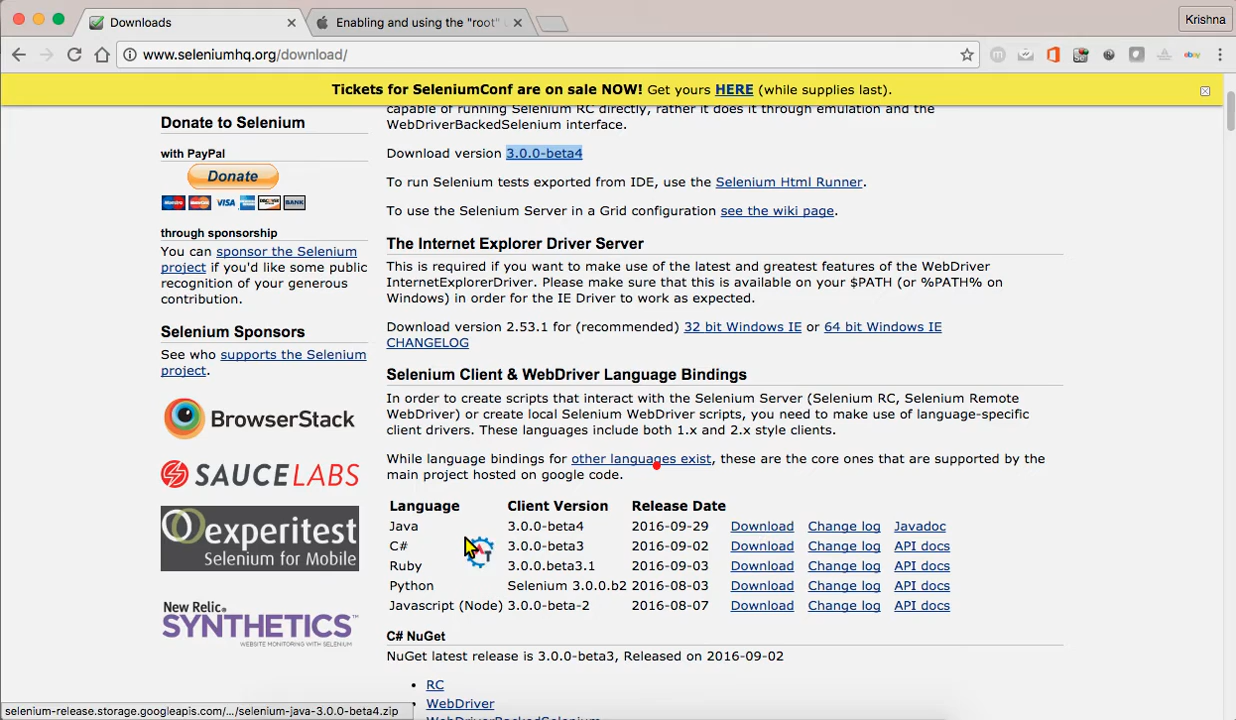 Downloads
Enabling and using the "root"
Krishna
www.seleniumhq.org/download/
Tickets for SeleniumConf are on sale NOW! Get yours HERE (while supplies last).
capable of running Selenium RC directly, rather it does it through emulation and the
WebDriverBackedSelenium interface.
Download version 3.0.0-beta4
To run Selenium tests exported from IDE, use the Selenium Html Runner.
To use the Selenium Server in a Grid configuration see the wiki page.
The Internet Explorer Driver Server
This is required if you want to make use of the latest and greatest features of the WebDriver
InternetExplorerDriver. Please make sure that this is available on your $PATH (or %PATH% on
Windows) in order for the IE Driver to work as expected.
Download version 2.53.1 for (recommended) 32 bit Windows IE or 64 bit Windows IE
CHANGELOG
Selenium Client & WebDriver Language Bindings
In order to create scripts that interact with the Selenium Server (Selenium RC, Selenium Remote
WebDriver) or create local Selenium WebDriver scripts, you need to make use of language-specific
client drivers. These languages include both 1.x and 2.x style clients.
While language bindings for other languages exist, these are the core ones that are supported by the
main project hosted on google code.
Language Client Version Release Date
Java 3.0.0-beta4 2016-09-29 Download Change log Javadoc
C# 3.0.0-beta3 2016-09-02 Download Change log API docs
Ruby 3.0.0.beta3.1 2016-09-03 Download Change log API docs
Python Selenium 3.0.0.b2 2016-08-03 Download Change log API docs
Javascript (Node) 3.0.0-beta-2 2016-08-07 Download Change log API docs
C# NuGet
NuGet latest release is 3.0.0-beta3, Released on 2016-09-02
• RC
• WebDriver
Donate to Selenium
with PayPal
Donate
VISA
DISCOVER
BANK
through sponsorship
You can sponsor the Selenium
project if you'd like some public
recognition of your generous
contribution.
Selenium Sponsors
See who supports the Selenium
project.
BrowserStack
SAUCE LABS
experitest
Selenium for Mobile
New Relic®
SYNTHETICS™
WEBSITE MONITORING WITH SELENIUM
selenium-release.storage.googleapis.com/.../selenium-java-3.0.0-beta4.zip